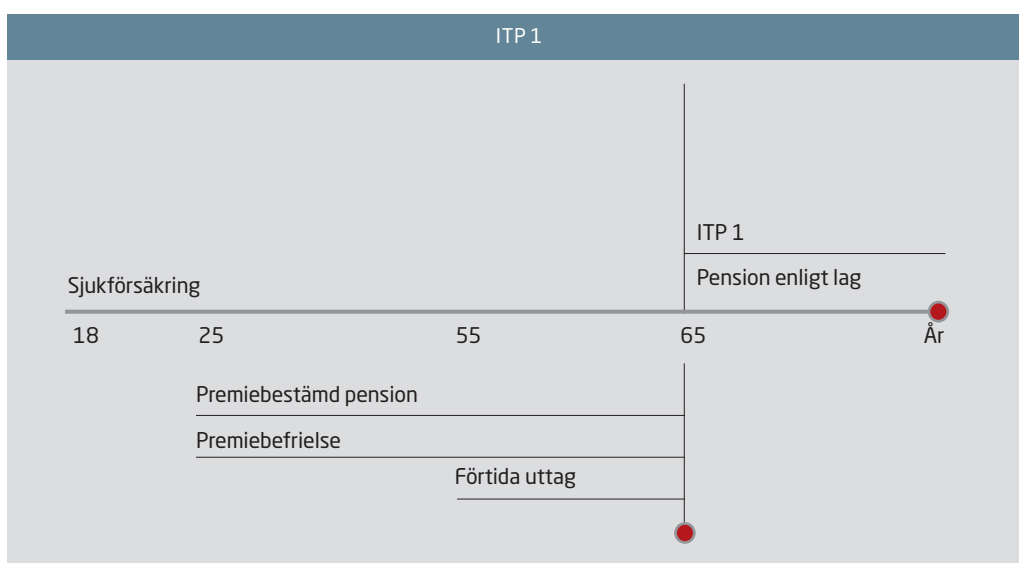 ITP 1
ITP 1
Sjukförsäkring
Pension enligt lag
18 25 55 65 År
Premiebestämd pension
Premiebefrielse
Förtida uttag